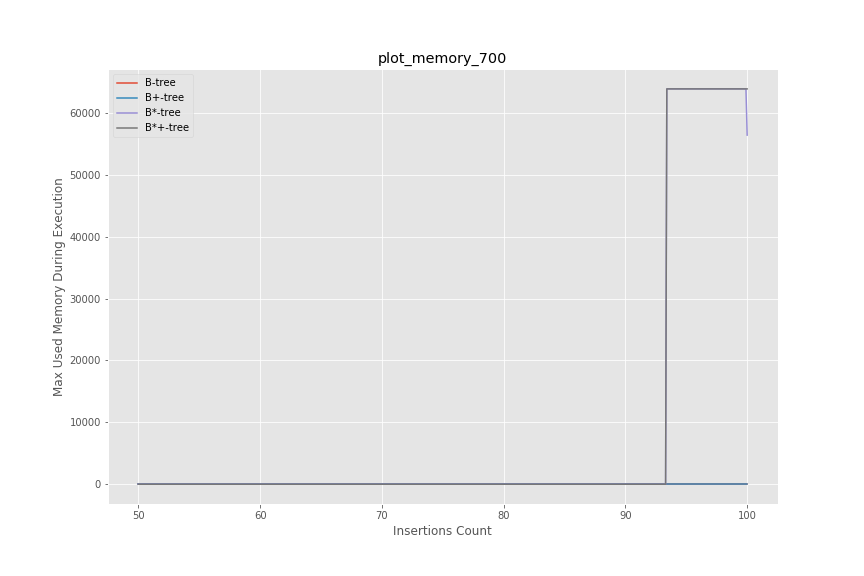 plot_memory_700
B-tree
B+-tree
B*-tree
B*+-tree
Max Used Memory During Execution
60000
50000
40000
30000
20000
10000
0
50 60 70 80 90 100
Insertions Count